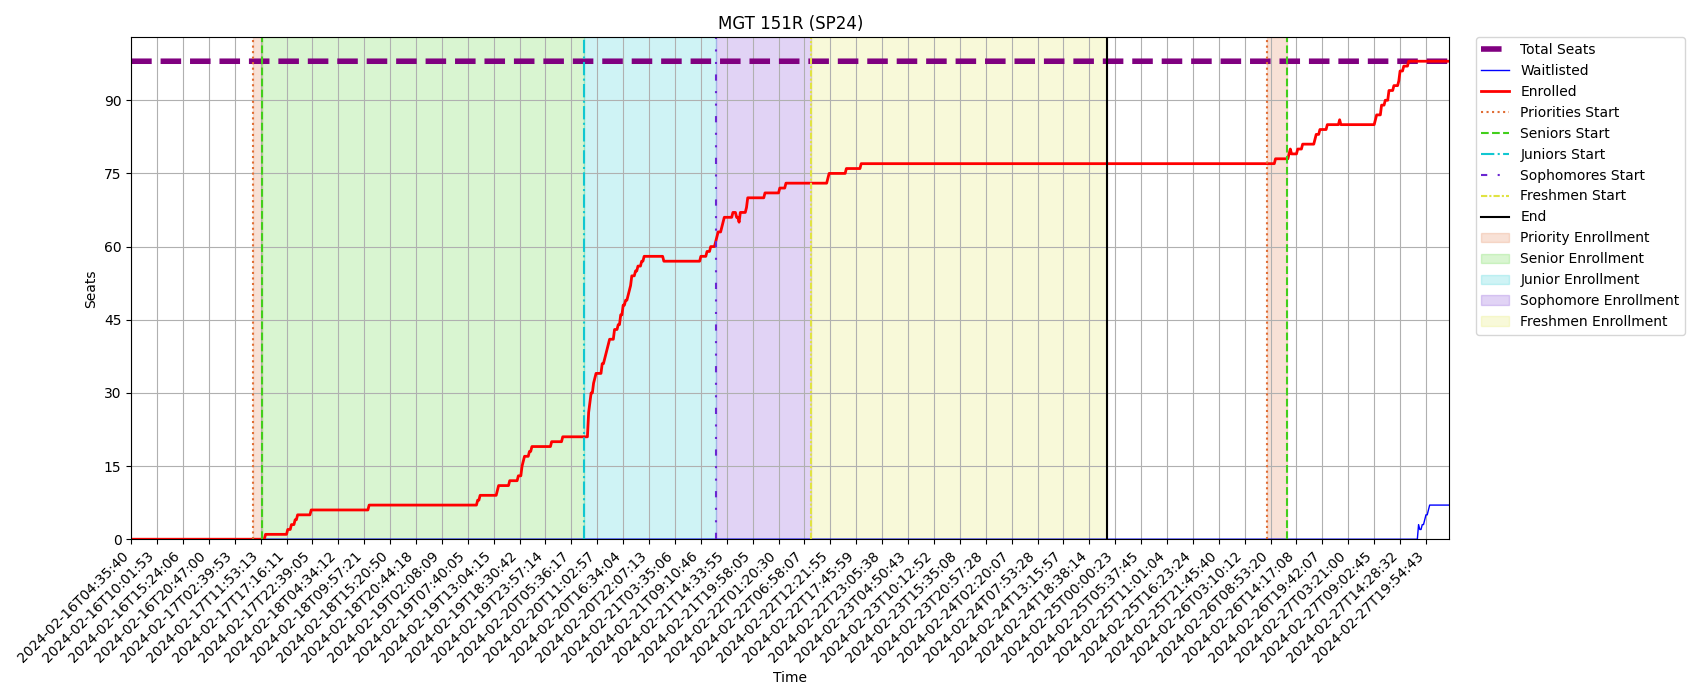 MGT 151R (SP24)
Total Seats
Waitlisted
Enrolled
Priorities Start
Seniors Start
Juniors Start
Sophomores Start
Freshmen Start
End
Priority Enrollment
Senior Enrollment
Junior Enrollment
Sophomore Enrollment
Freshmen Enrollment
Seats
90
75
60
45
30
15
0
2024-02-16T04:35:40
2024-02-16T10:01:53
2024-02-16T15:24:06
2024-02-16T20:47:00
2024-02-17T02:39:53
2024-02-17T11:53:13
2024-02-17T17:16:11
2024-02-17T22:39:05
2024-02-18T04:34:12
2024-02-18T09:57:21
2024-02-18T15:20:50
2024-02-18T20:44:18
2024-02-19T02:08:09
2024-02-19T07:40:05
2024-02-19T13:04:15
2024-02-19T18:30:42
2024-02-19T23:57:14
2024-02-20T05:36:17
2024-02-20T11:02:57
2024-02-20T16:34:04
2024-02-20T22:07:13
2024-02-21T03:35:06
2024-02-21T09:10:46
2024-02-21T14:33:55
2024-02-21T19:58:05
2024-02-22T01:20:30
2024-02-22T06:58:07
2024-02-22T12:21:55
2024-02-22T17:45:59
2024-02-22T23:05:38
2024-02-23T04:50:43
2024-02-23T10:12:52
2024-02-23T15:35:08
2024-02-23T20:57:28
2024-02-24T02:20:07
2024-02-24T07:53:28
2024-02-24T13:15:57
2024-02-24T18:38:14
2024-02-25T00:00:23
2024-02-25T05:37:45
2024-02-25T11:01:04
2024-02-25T16:23:24
2024-02-25T21:45:40
2024-02-26T03:10:12
2024-02-26T08:53:20
2024-02-26T14:17:08
2024-02-26T19:42:07
2024-02-27T03:21:00
2024-02-27T09:02:45
2024-02-27T14:28:32
2024-02-27T19:54:43
Time